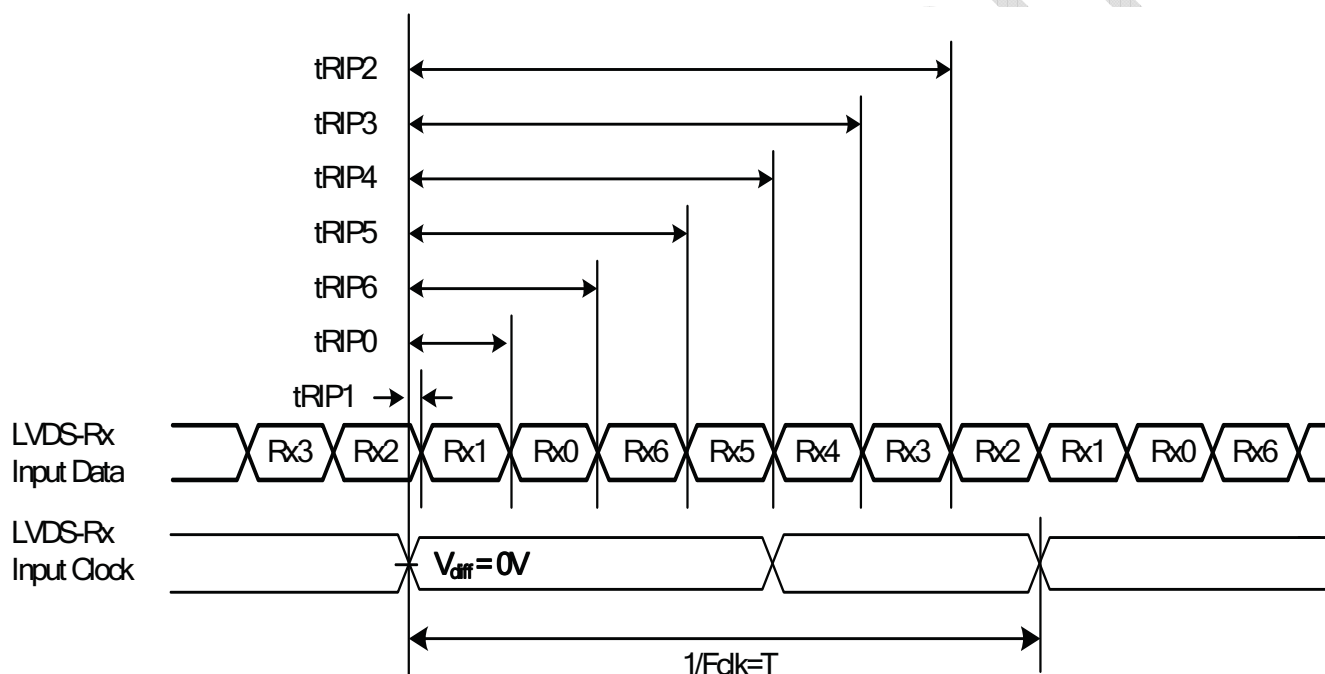 tRIP2
tRIP3
tRIP4
tRIP5
tRIP6
tRIP0
tRIP1
LVDS-Rx
Input Data
Rx3 Rx2 Rx1 Rx0 Rx6 Rx5 Rx4 Rx3 Rx2 Rx1 Rx0 Rx6
LVDS-Rx
Input Clock
Vdiff = 0V
1/Fclk=T